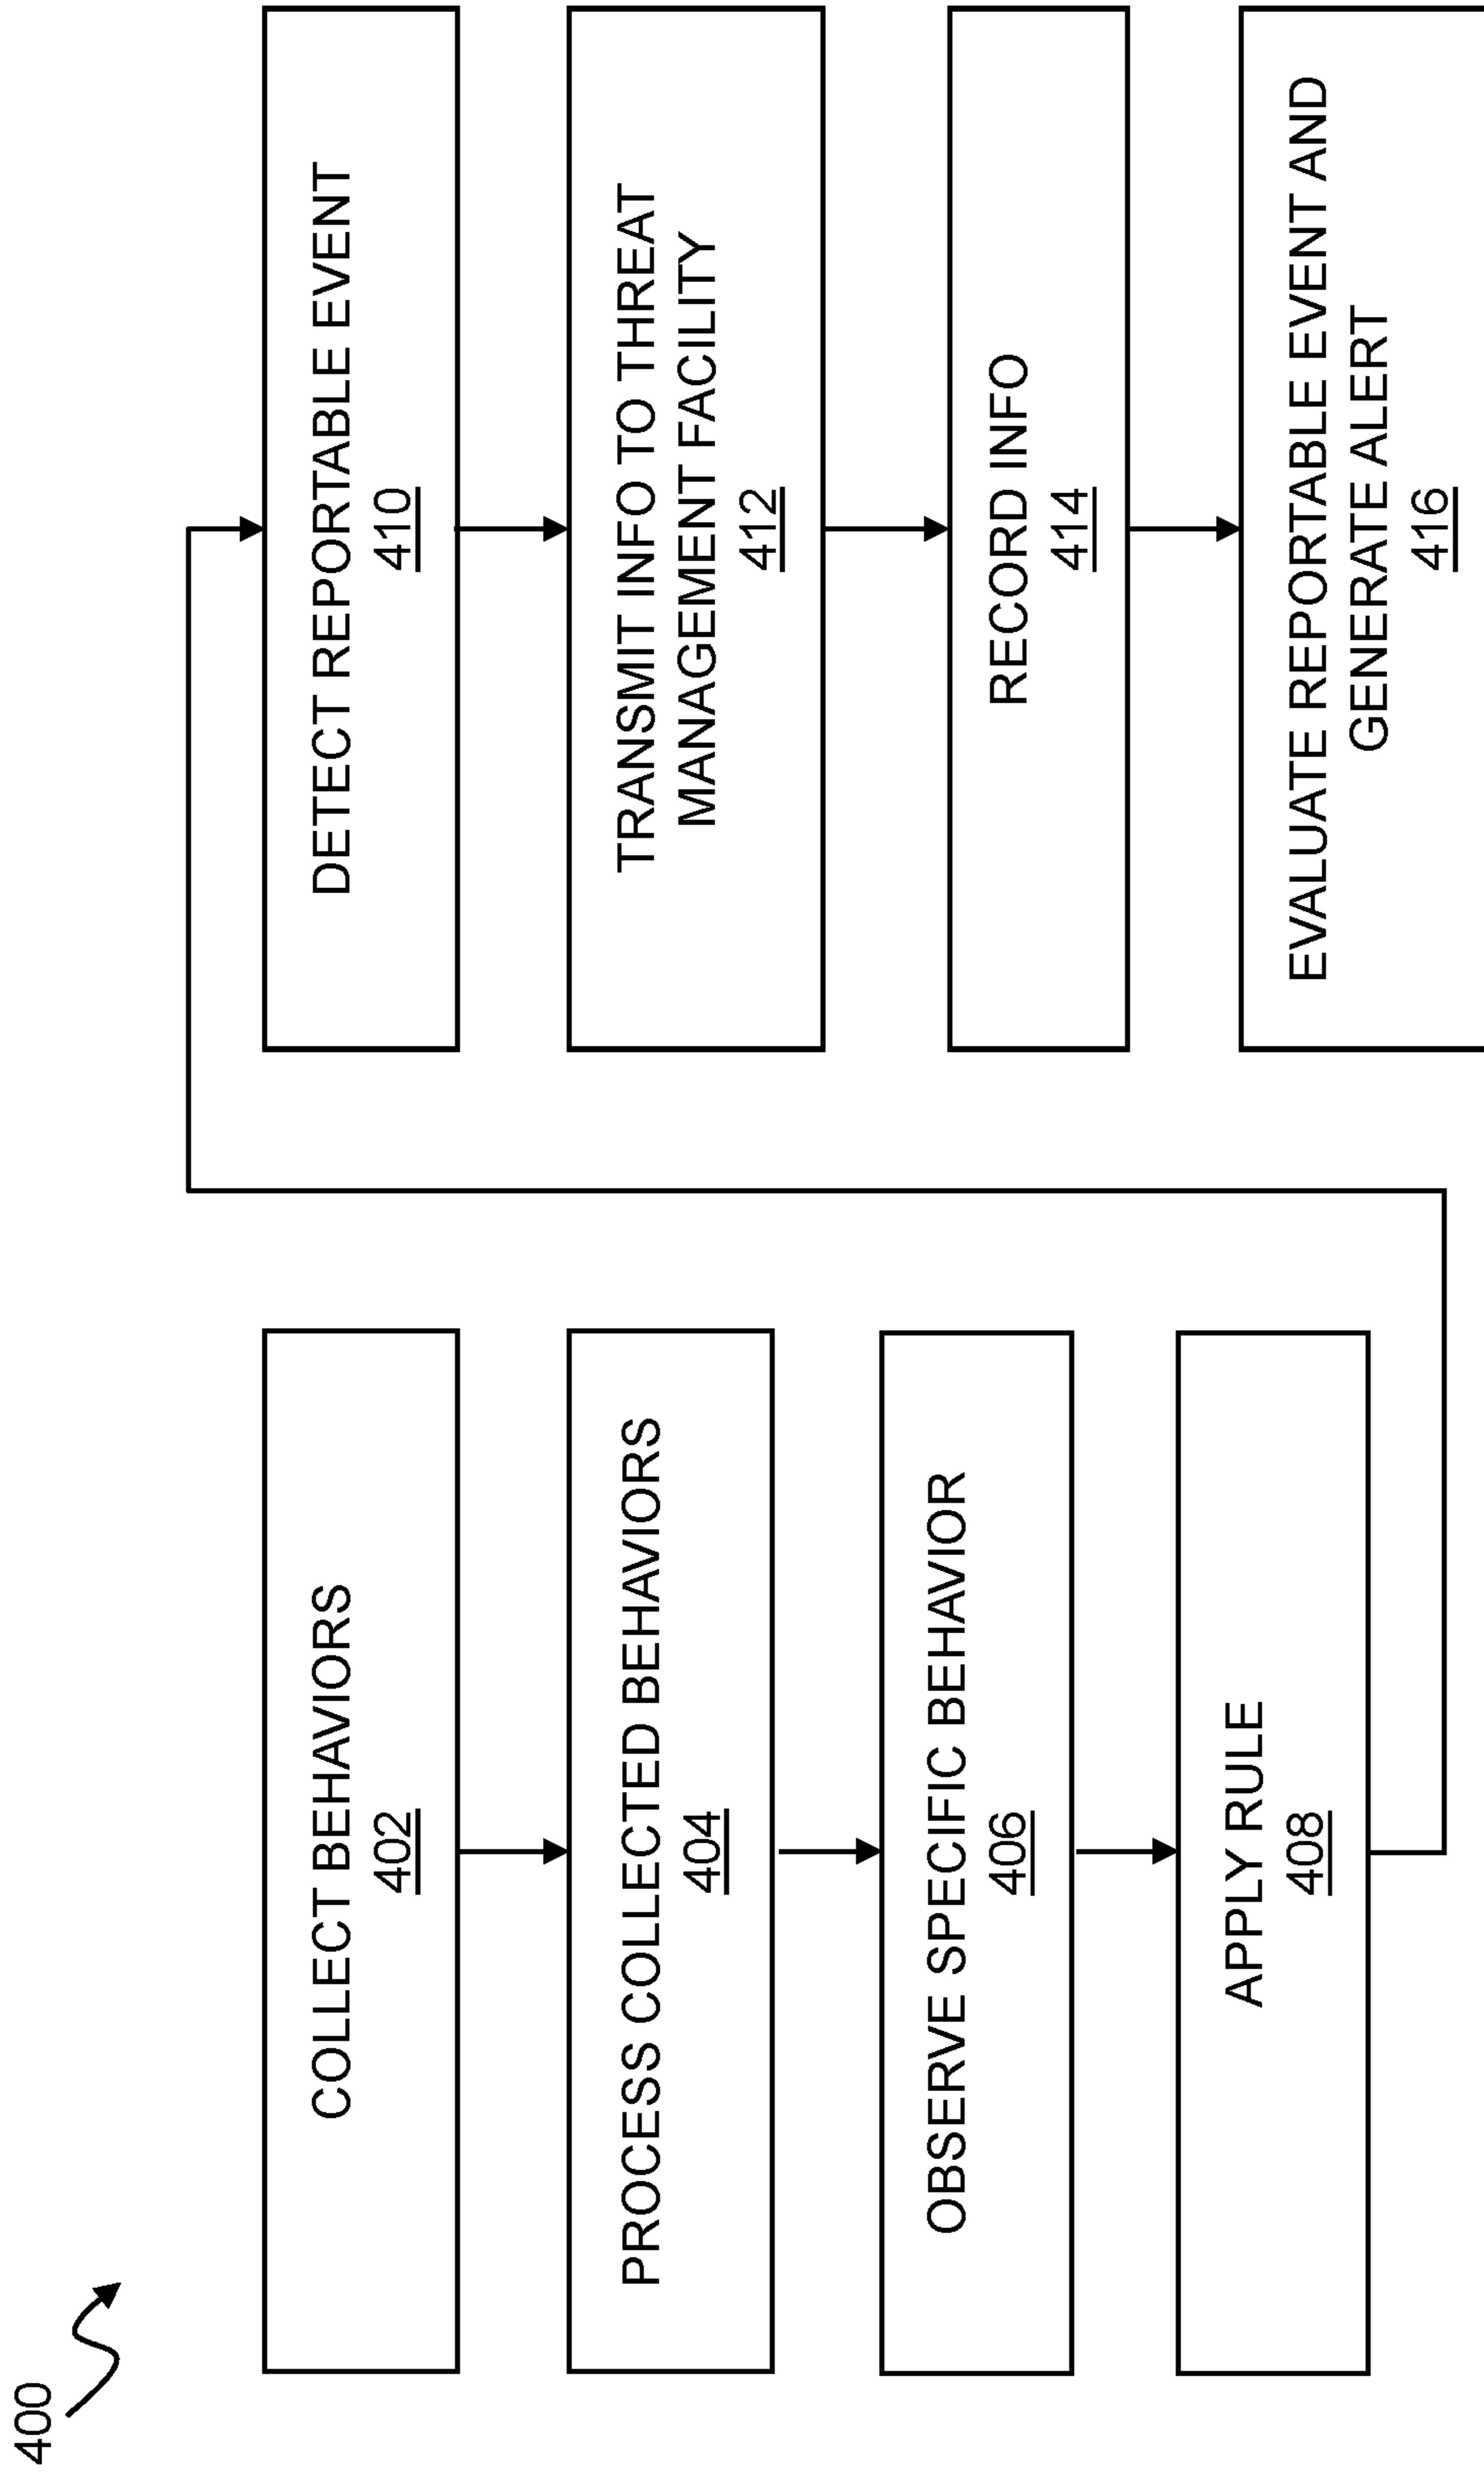 400
COLLECT BEHAVIORS
402
PROCESS COLLECTED BEHAVIORS
404
OBSERVE SPECIFIC BEHAVIOR
406
APPLY RULE
408
DETECT REPORTABLE EVENT
410
TRANSMIT INFO TO THREAT
MANAGEMENT FACILITY
412
RECORD INFO
414
EVALUATE REPORTABLE EVENT AND
GENERATE ALERT
416